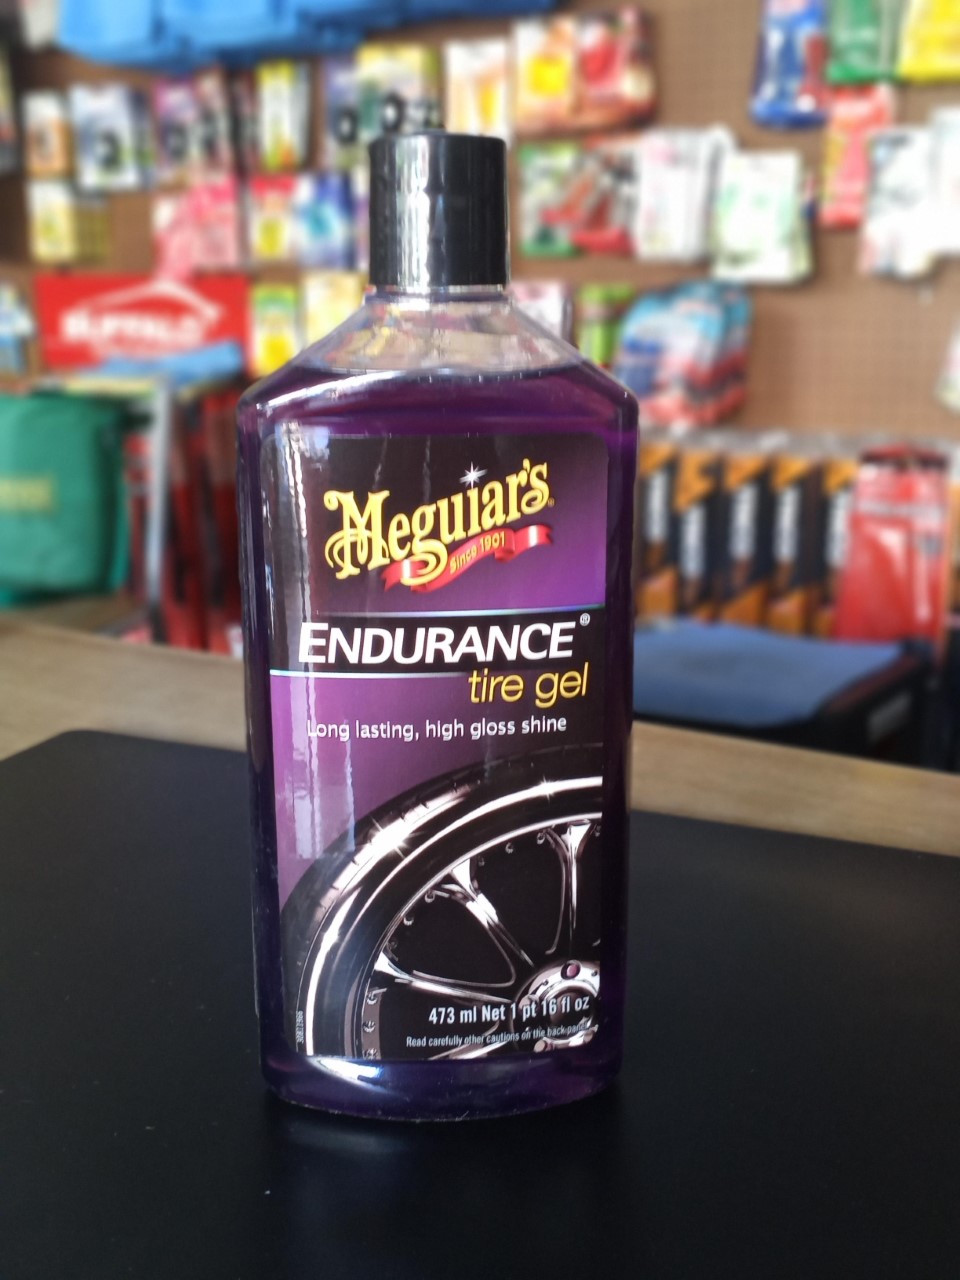 BUFFALO
Meguiar's®
Since 1901
ENDURANCE®
tire gel
Long lasting, high gloss shine
473 ml Net 1 pt 16 fl oz
Read carefully other cautions on the back panel